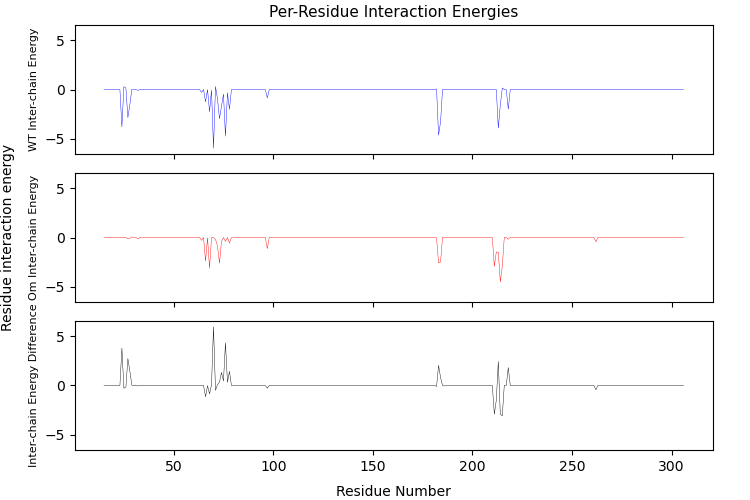 Per-Residue Interaction Energies
Residue interaction energy
WT Inter-chain Energy
5
0
−5
Om Inter-chain Energy
5
0
−5
Inter-chain Energy Difference
5
0
−5
50
100
150
200
250
300
Residue Number